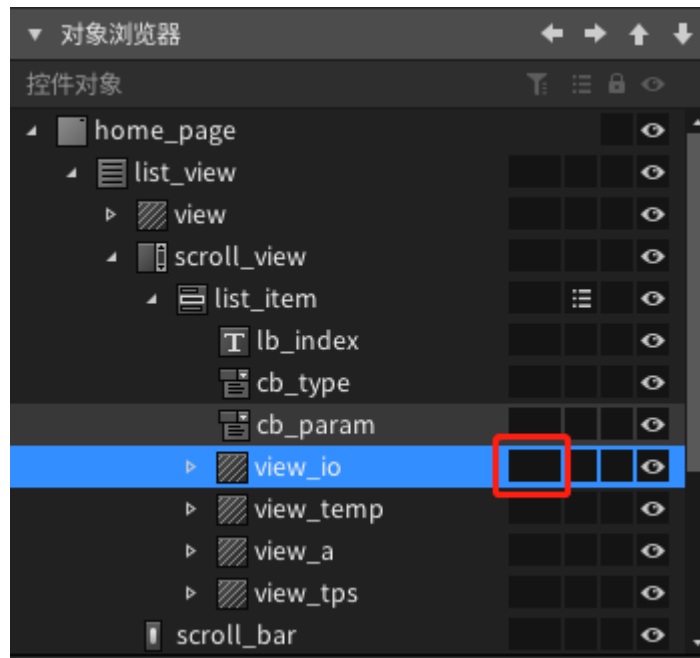 对象浏览器
控件对象
home_page
list_view
view
scroll_view
list_item
lb_index
cb_type
cb_param
view_io
view_temp
view_a
view_tps
scroll_bar